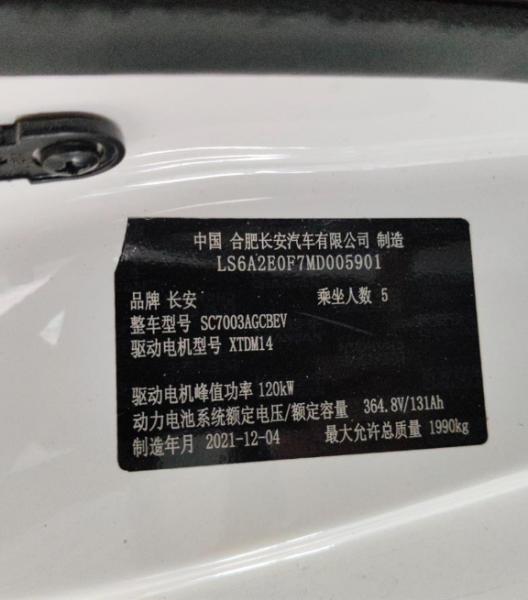 中国 合肥长安汽车有限公司 制造
LS6A2E0F7MD005901
品牌 长安 乘坐人数 5
整车型号 SC7003AGCBEV
驱动电机型号 XTDM14
驱动电机峰值功率 120kW
动力电池系统额定电压/额定容量 364.8V/131Ah
制造年月 2021-12-04 最大允许总质量 1990kg